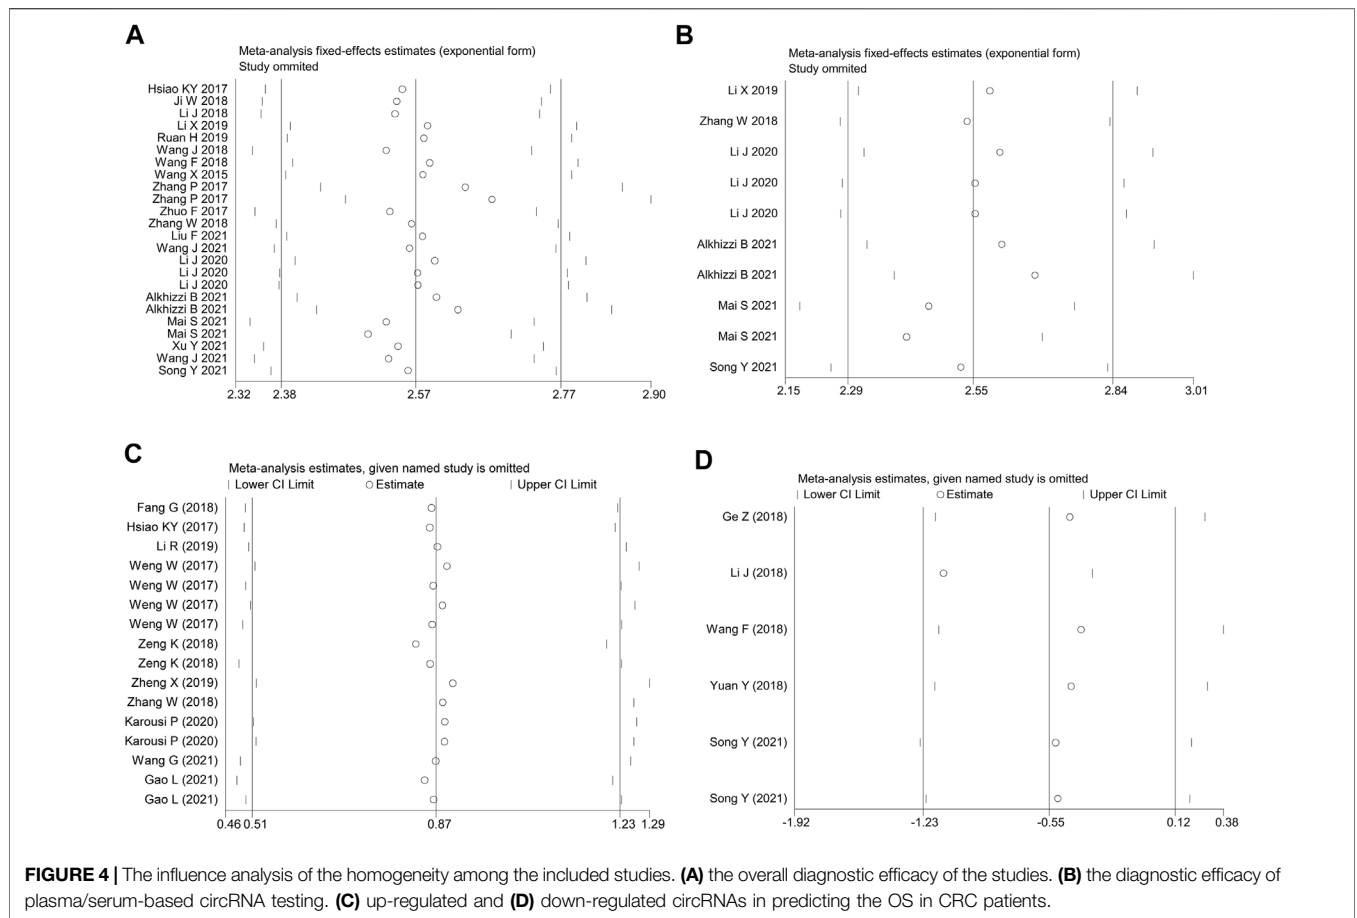 A
Meta-analysis fixed-effects estimates (exponential form)
Study ommited
Hsiao KY 2017
Ji W 2018
Li J 2018
Li X 2019
Ruan H 2019
Wang J 2018
Wang F 2018
Wang X 2015
Zhang P 2017
Zhang P 2017
Zhuo F 2017
Zhang W 2018
Liu F 2021
Wang J 2021
Li J 2020
Li J 2020
Li J 2020
Alkhizzi B 2021
Alkhizzi B 2021
Mai S 2021
Mai S 2021
Xu Y 2021
Wang J 2021
Song Y 2021
2.32 2.38 2.57 2.77 2.90
B
Meta-analysis fixed-effects estimates (exponential form)
Study ommited
Li X 2019
Zhang W 2018
Li J 2020
Li J 2020
Li J 2020
Alkhizzi B 2021
Alkhizzi B 2021
Mai S 2021
Mai S 2021
Song Y 2021
2.15 2.29 2.55 2.84 3.01
C
Meta-analysis estimates, given named study is omitted
Lower CI Limit Estimate Upper CI Limit
Fang G (2018)
Hsiao KY (2017)
Li R (2019)
Weng W (2017)
Weng W (2017)
Weng W (2017)
Weng W (2017)
Zeng K (2018)
Zeng K (2018)
Zheng X (2019)
Zhang W (2018)
Karousi P (2020)
Karousi P (2020)
Wang G (2021)
Gao L (2021)
Gao L (2021)
0.46 0.51 0.87 1.23 1.29
D
Meta-analysis estimates, given named study is omitted
Lower CI Limit Estimate Upper CI Limit
Ge Z (2018)
Li J (2018)
Wang F (2018)
Yuan Y (2018)
Song Y (2021)
Song Y (2021)
-1.92 -1.23 -0.55 0.12 0.38
FIGURE 4 | The influence analysis of the homogeneity among the included studies. (A) the overall diagnostic efficacy of the studies. (B) the diagnostic efficacy of
plasma/serum-based circRNA testing. (C) up-regulated and (D) down-regulated circRNAs in predicting the OS in CRC patients.